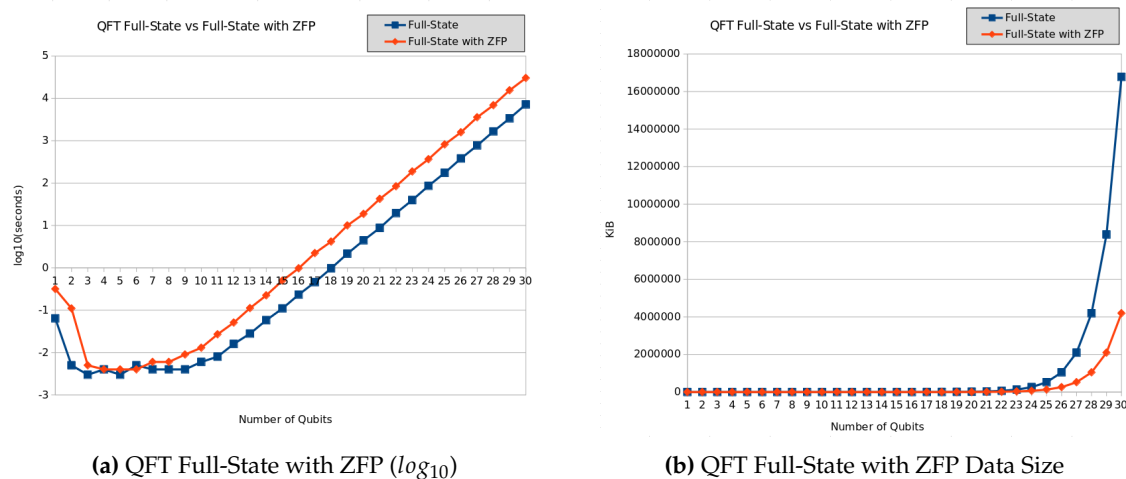 QFT Full-State vs Full-State with ZFP
Full-State
Full-State with ZFP
5
4
3
2
1
0
-1
-2
-3
log10(seconds)
1 2 3 4 5 6 7 8 9 10 11 12 13 14 15 16 17 18 19 20 21 22 23 24 25 26 27 28 29 30
Number of Qubits
(a) QFT Full-State with ZFP (log10)
QFT Full-State vs Full-State with ZFP
Full-State
Full-State with ZFP
18000000
16000000
14000000
12000000
10000000
8000000
6000000
4000000
2000000
0
KiB
1 2 3 4 5 6 7 8 9 10 11 12 13 14 15 16 17 18 19 20 21 22 23 24 25 26 27 28 29 30
Number of Qubits
(b) QFT Full-State with ZFP Data Size